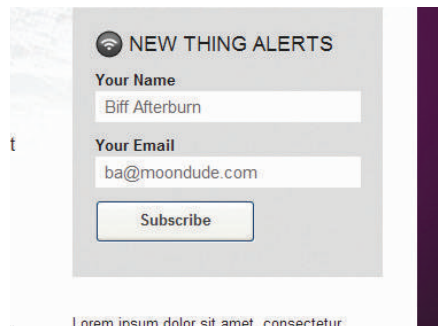 NEW THING ALERTS
Your Name
Biff Afterburn
t
Your Email
ba@moondude.com
Subscribe
Lorem ipsum dolor sit amet, consectetur